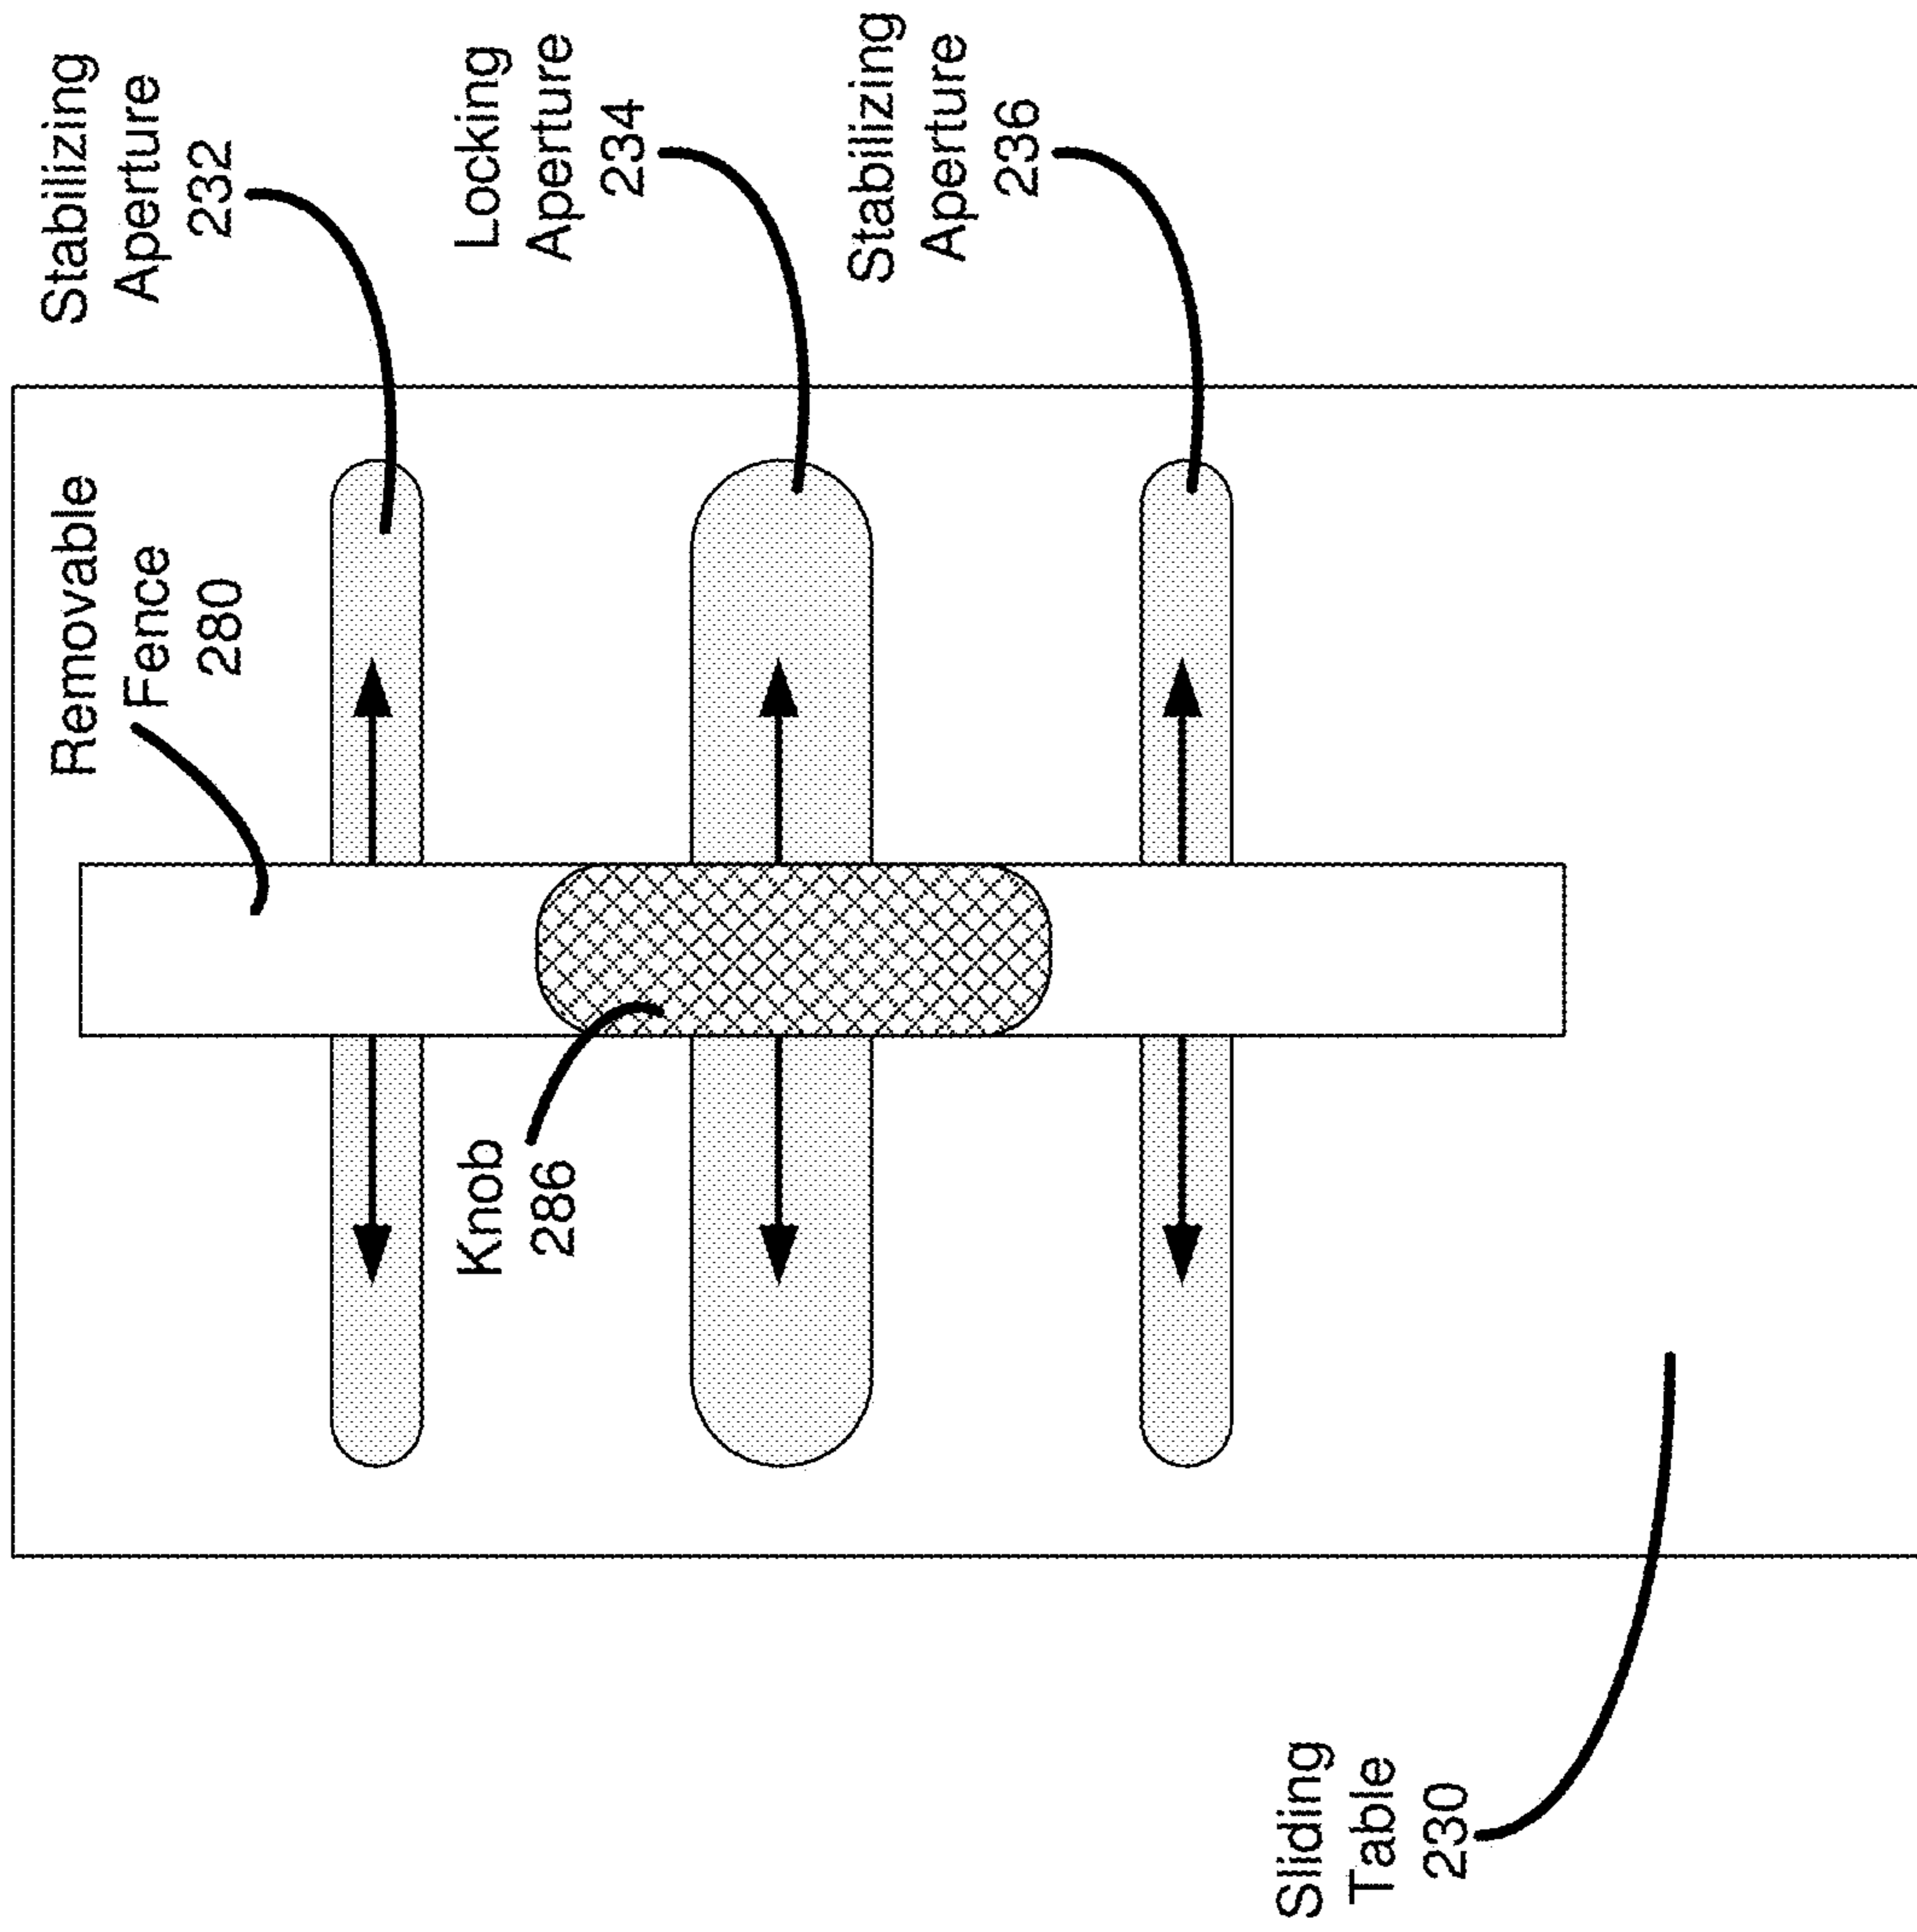 Stabilizing
Aperture
232
Locking
Aperture
234
Stabilizing
Aperture
236
Removable
Fence
280
Knob
286
Sliding
Table
230